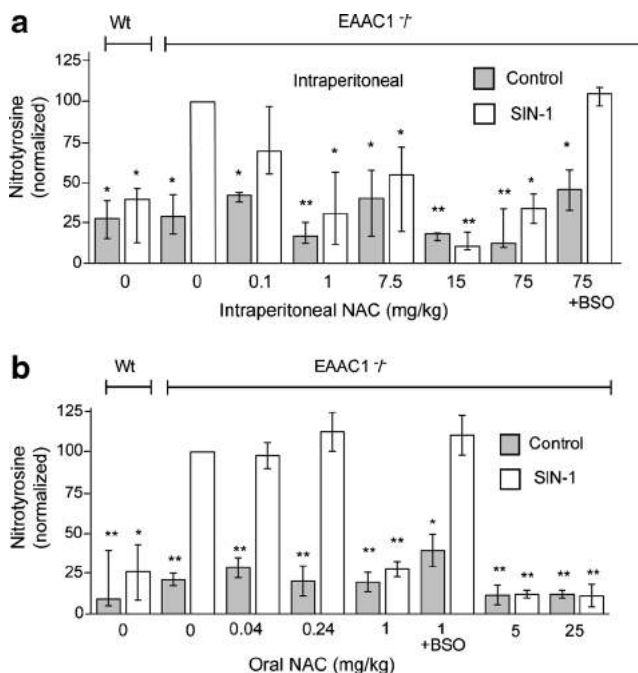 a
Wt
EAAC1 -/-
Intraperitoneal
Control
SIN-1
Nitrotyrosine
(normalized)
125
100
75
50
25
0
* * * * ** * * * ** ** ** * *
0 0 0.1 1 7.5 15 75 75
+BSO
Intraperitoneal NAC (mg/kg)
b
Wt
EAAC1 -/-
Control
SIN-1
Nitrotyrosine
(normalized)
125
100
75
50
25
0
** * ** ** ** ** ** * ** ** ** **
0 0 0.04 0.24 1 1 5 25
+BSO
Oral NAC (mg/kg)